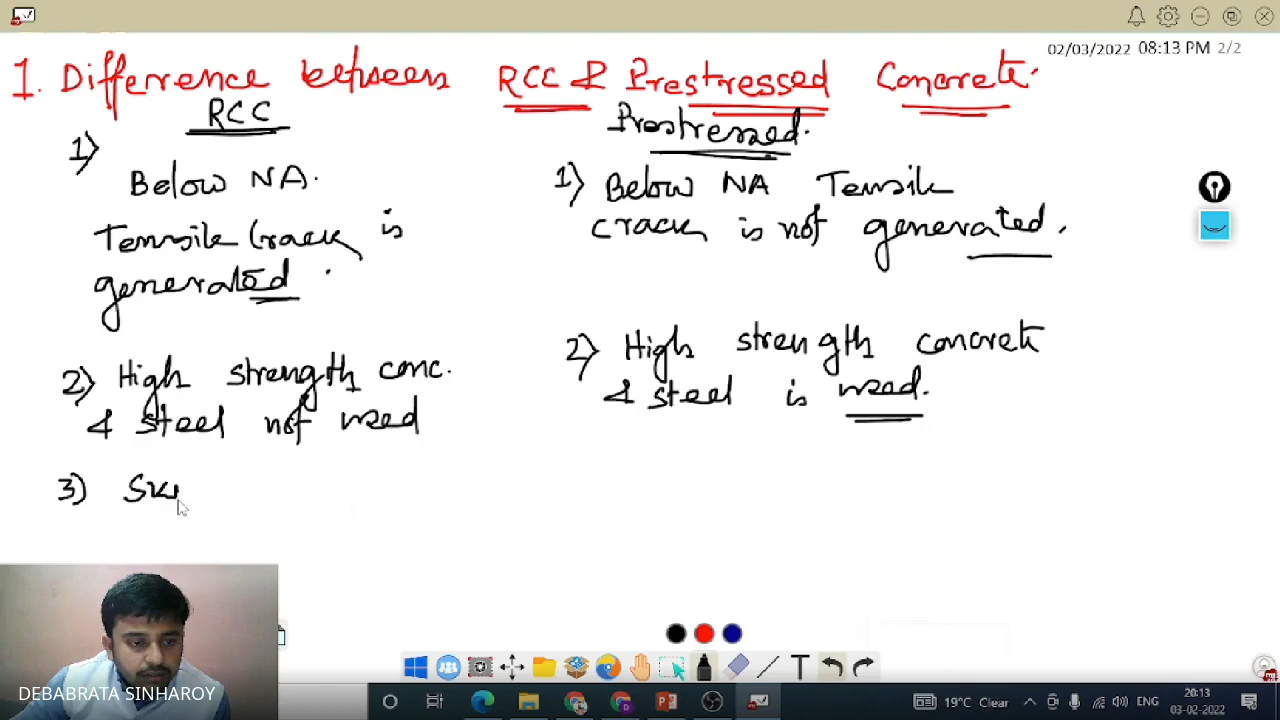 02/03/2022 08:13 PM 2/2
1. Difference between RCC & Prestressed Concrete
RCC
1)
Below NA.
Tensile Crack is
generated
2) High strength conc.
& steel not used
3)
Prestressed.
1) Below NA Tensile
crack is not generated.
2) High strength concrete
& steel is used.
DEBABRATA SINHAROY
T
19°C Clear
ENG
20:13
03-02-2022